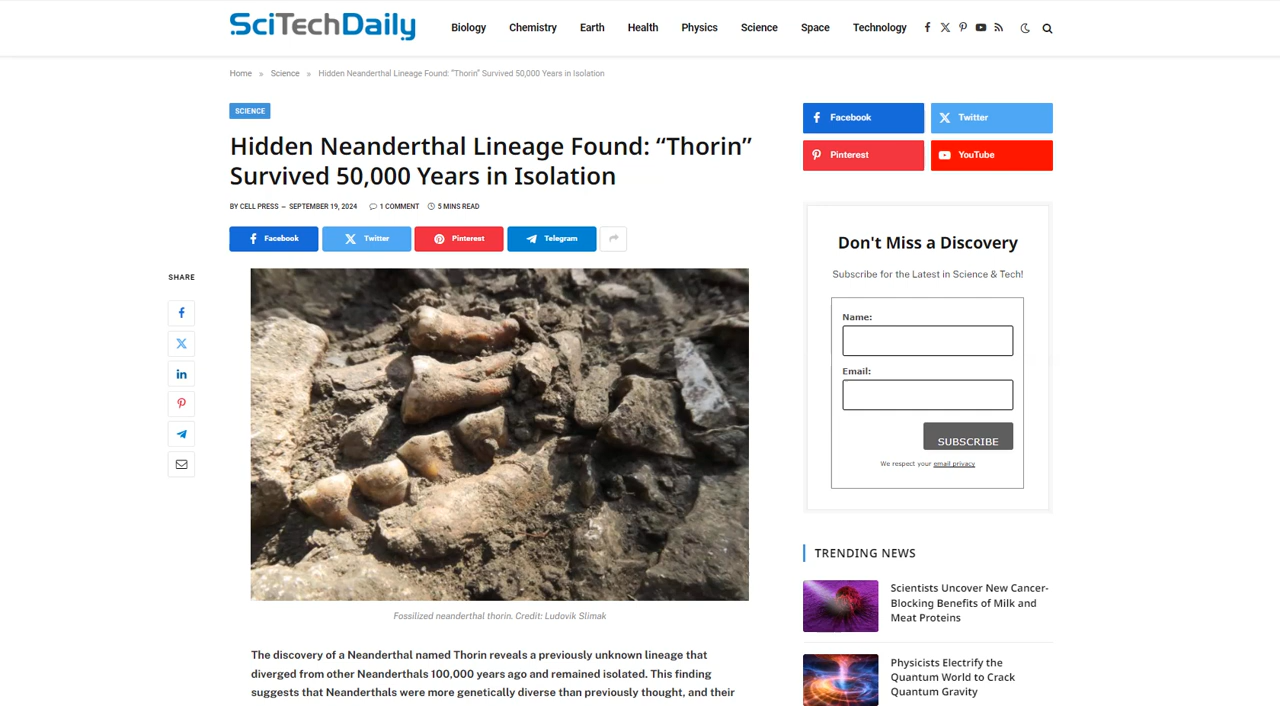 SciTechDaily
Biology Chemistry Earth Health Physics Science Space Technology
Home » Science » Hidden Neanderthal Lineage Found: “Thorin” Survived 50,000 Years in Isolation
SCIENCE
Hidden Neanderthal Lineage Found: “Thorin”
Survived 50,000 Years in Isolation
BY CELL PRESS – SEPTEMBER 19, 2024 1 COMMENT 5 MINS READ
Facebook Twitter Pinterest Telegram
SHARE
Fossilized neanderthal thorin. Credit: Ludovik Slimak
The discovery of a Neanderthal named Thorin reveals a previously unknown lineage that
diverged from other Neanderthals 100,000 years ago and remained isolated. This finding
suggests that Neanderthals were more genetically diverse than previously thought, and their
Facebook Twitter
Pinterest YouTube
Don't Miss a Discovery
Subscribe for the Latest in Science & Tech!
Name:
Email:
SUBSCRIBE
We respect your email privacy
TRENDING NEWS
Scientists Uncover New Cancer-
Blocking Benefits of Milk and
Meat Proteins
Physicists Electrify the
Quantum World to Crack
Quantum Gravity